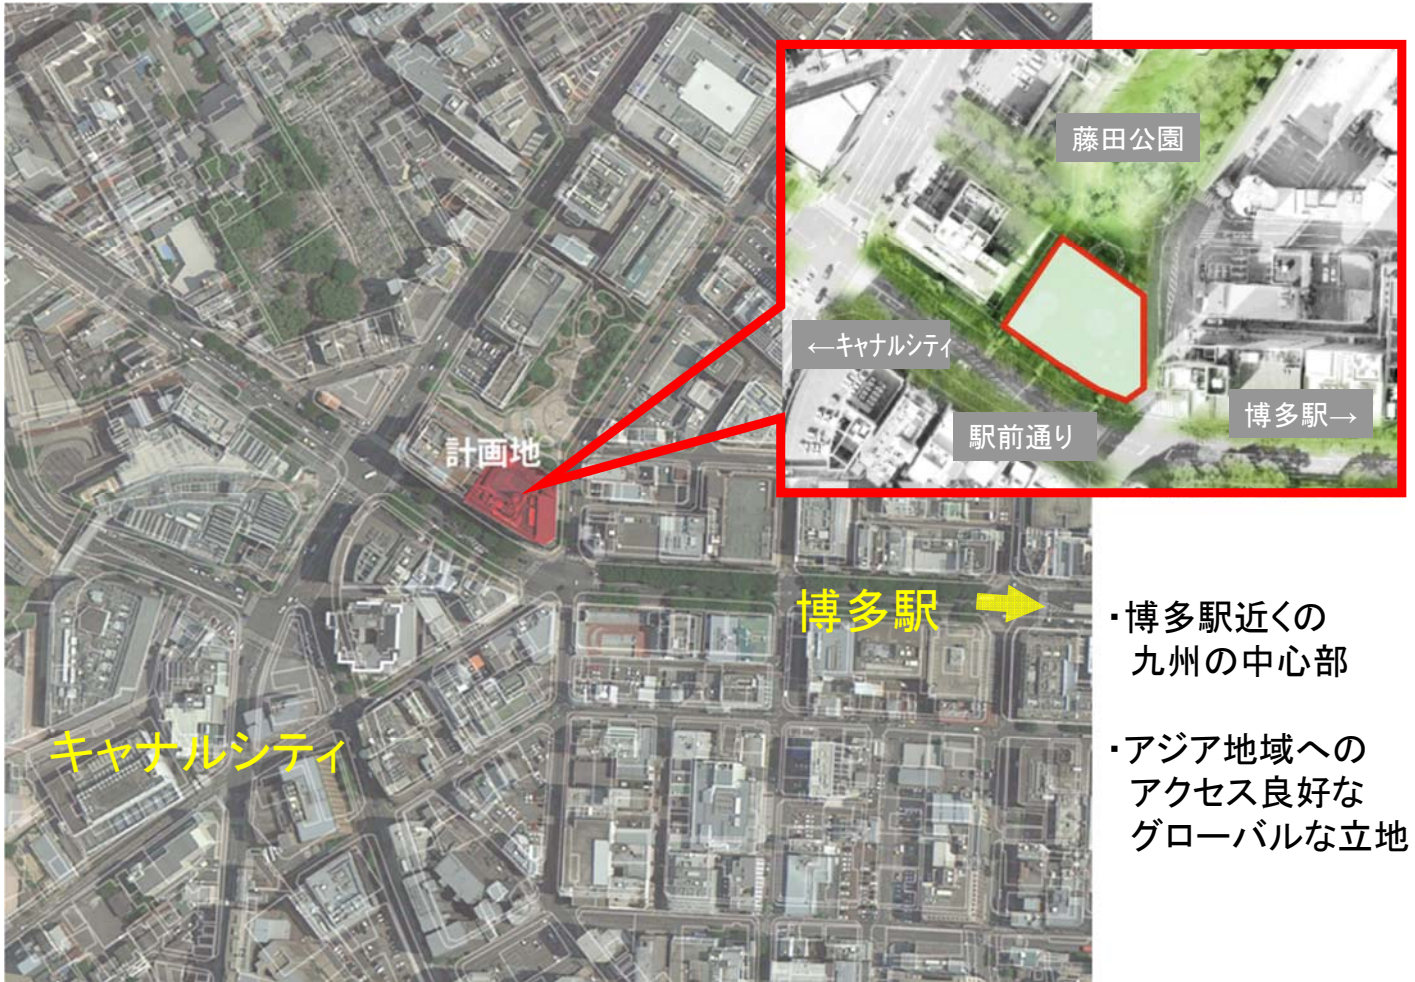 藤田公園
←キャナルシティ
博多駅→
駅前通り
計画地
博多駅
キャナルシティ
・博多駅近くの
九州の中心部
・アジア地域への
アクセス良好な
グローバルな立地